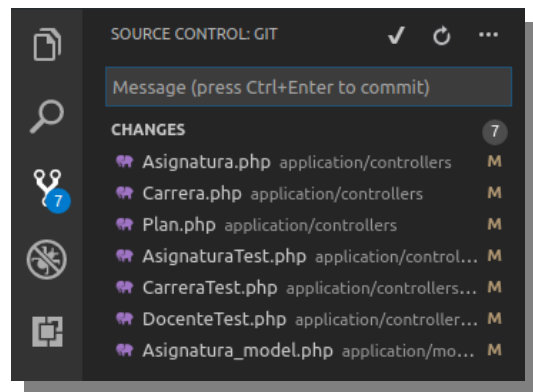 SOURCE CONTROL: GIT
Message (press Ctrl+Enter to commit)
CHANGES 7
Asignatura.php application/controllers M
Carrera.php application/controllers M
7
Plan.php application/controllers M
AsignaturaTest.php application/control... M
CarreraTest.php application/controllers... M
DocenteTest.php application/controller... M
Asignatura_model.php application/mo... M